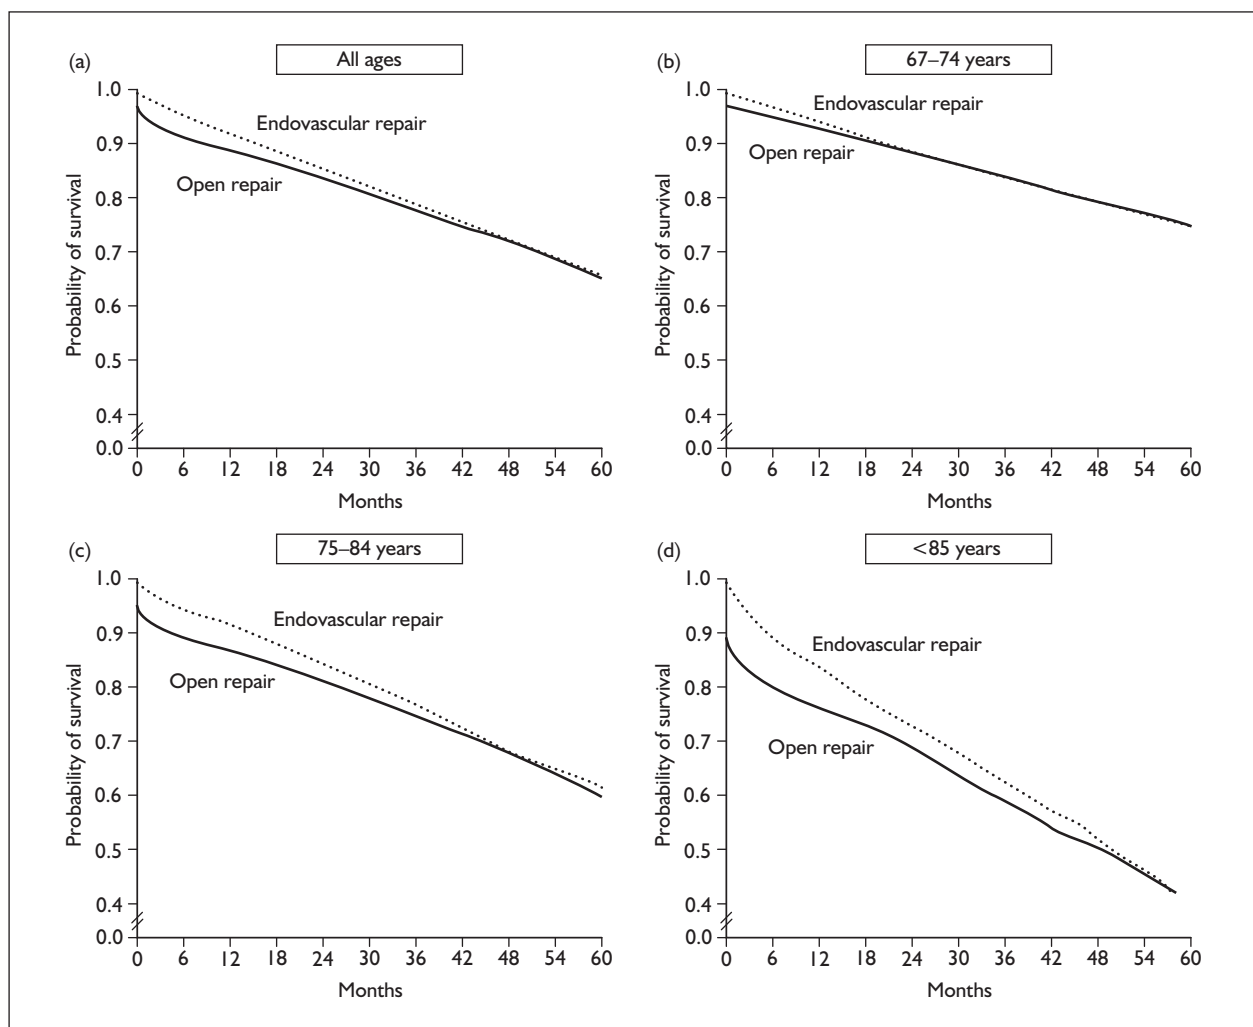 (a)
All ages
1.0
0.9
0.8
0.7
0.6
0.5
0.4
0.0
Probability of survival
Endovascular repair
Open repair
0 6 12 18 24 30 36 42 48 54 60
Months
(b)
67–74 years
1.0
0.9
0.8
0.7
0.6
0.5
0.4
0.0
Probability of survival
Endovascular repair
Open repair
0 6 12 18 24 30 36 42 48 54 60
Months
(c)
75–84 years
1.0
0.9
0.8
0.7
0.6
0.5
0.4
0.0
Probability of survival
Endovascular repair
Open repair
0 6 12 18 24 30 36 42 48 54 60
Months
(d)
<85 years
1.0
0.9
0.8
0.7
0.6
0.5
0.4
0.0
Probability of survival
Endovascular repair
Open repair
0 6 12 18 24 30 36 42 48 54 60
Months